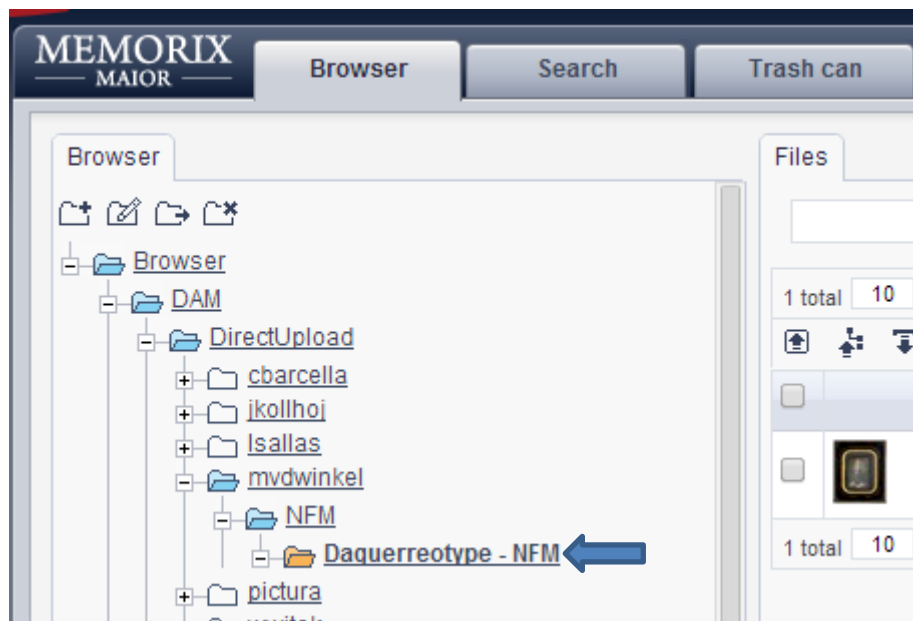 MEMORIX
MAIOR
Browser
Search
Trash can
Browser
Files
Browser
DAM
1 total 10
DirectUpload
cbarcella
jkollhoj
lsallas
mvdwinkel
NFM
Daquerreotype - NFM
1 total 10
pictura